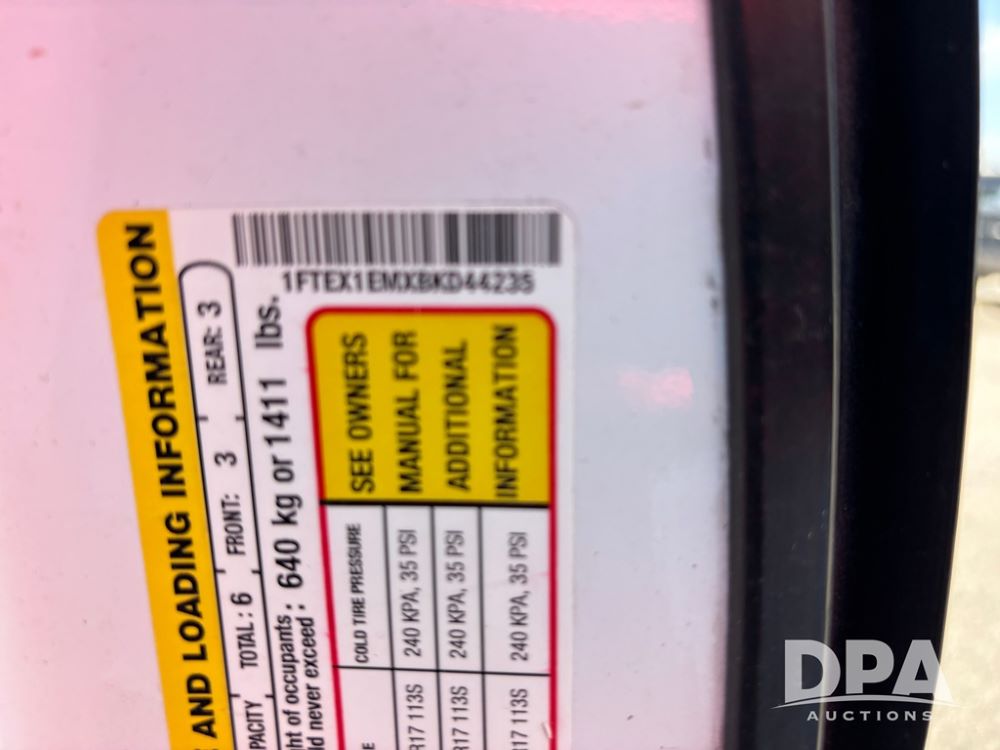 AND LOADING INFORMATION
PACITY TOTAL : 6 FRONT: 3 REAR: 3
ht of occupants : 640 kg or 1411 lbs.
ld never exceed
1FTEX1EMXBKD44235
E COLD TIRE PRESSURE
R17 113S 240 KPA, 35 PSI
R17 113S 240 KPA, 35 PSI
R17 113S 240 KPA, 35 PSI
SEE OWNERS
MANUAL FOR
ADDITIONAL
INFORMATION
DPA
AUCTIONS